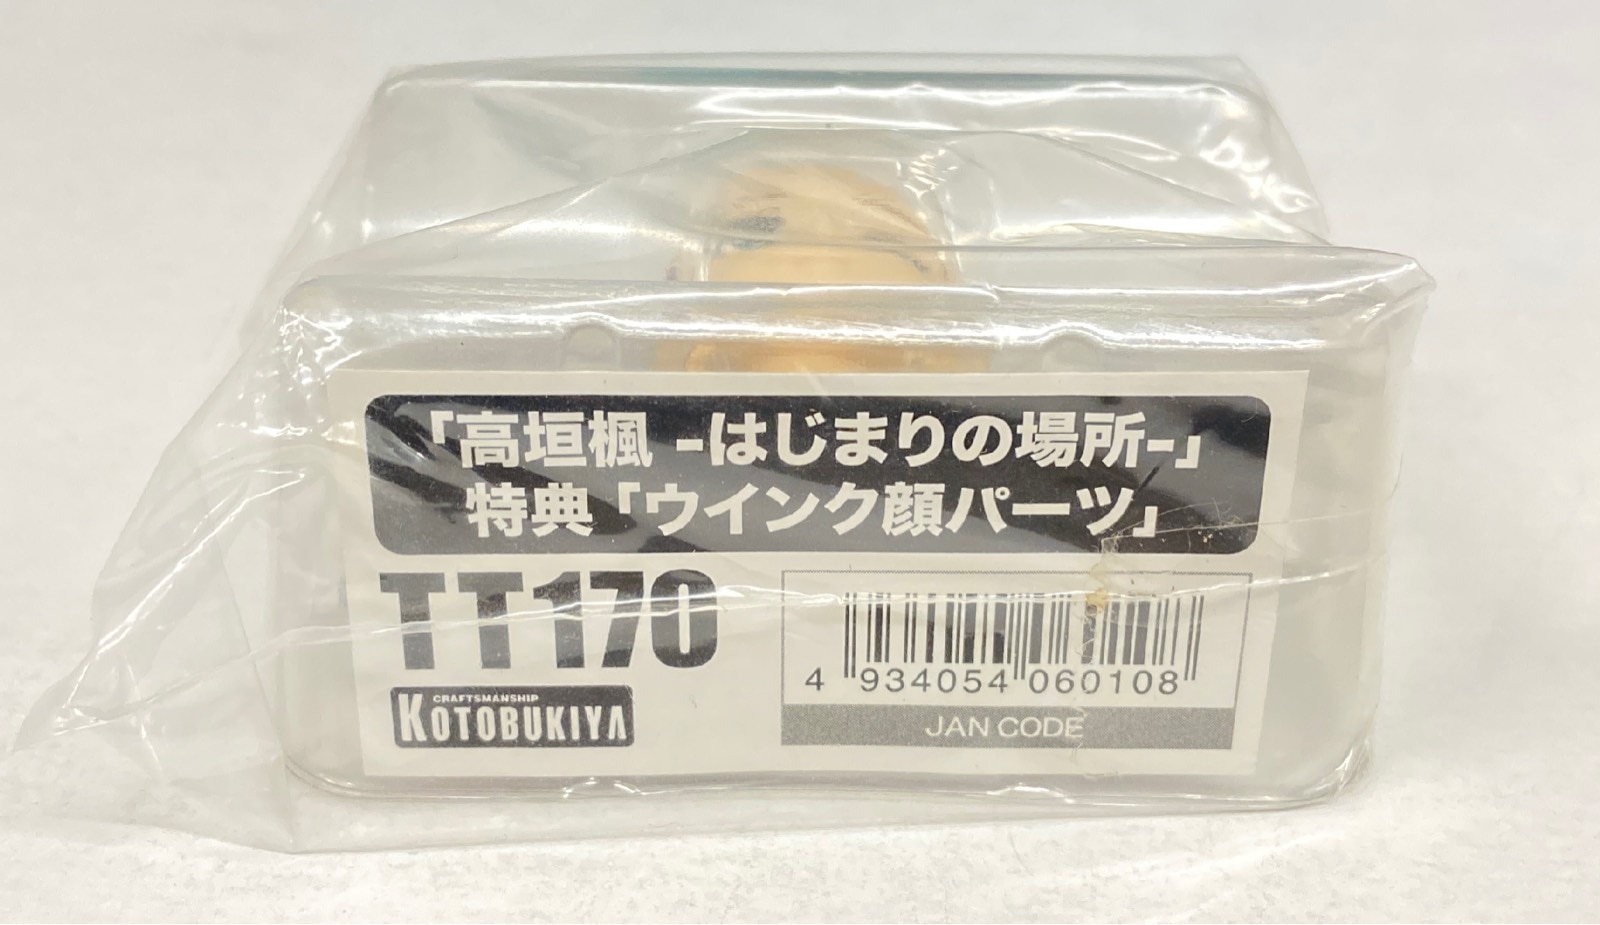 「高垣楓 -はじまりの場所-」
特典「ウインク顔パーツ」
TT170
CRAFTSMANSHIP
KOTOBUKIYA
4 934054 060108
JAN CODE